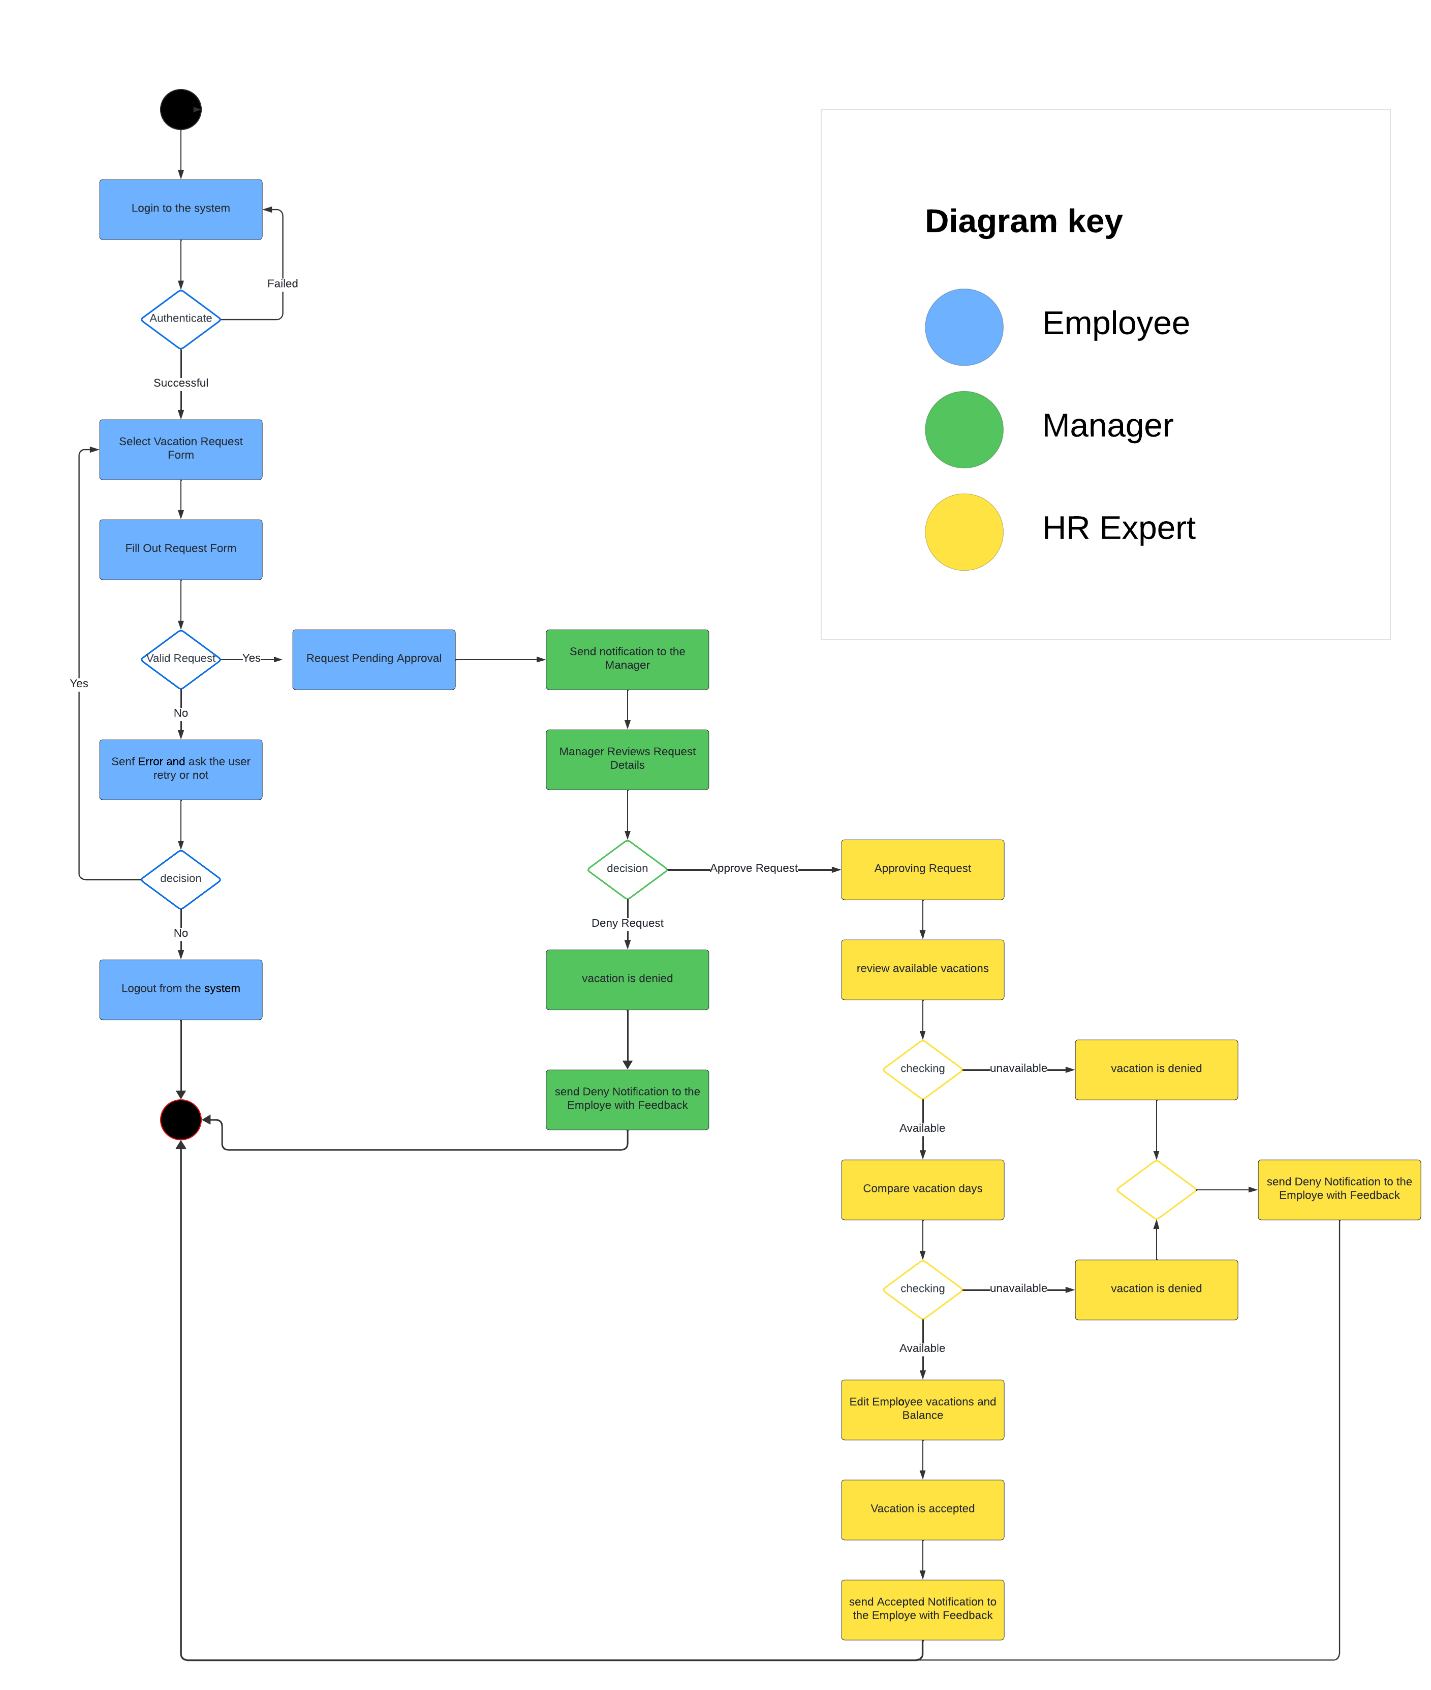 Diagram key
Employee
Manager
HR Expert
Login to the system
Failed
Authenticate
Successful
Select Vacation Request
Form
Fill Out Request Form
Valid Request
Yes
Request Pending Approval
Yes
No
Senf Error and ask the user
retry or not
decision
No
Logout from the system
Send notification to the
Manager
Manager Reviews Request
Details
decision
Approve Request
Deny Request
vacation is denied
send Deny Notification to the
Employe with Feedback
Approving Request
review available vacations
checking
unavailable
vacation is denied
Available
Compare vacation days
send Deny Notification to the
Employe with Feedback
checking
unavailable
vacation is denied
Available
Edit Employee vacations and
Balance
Vacation is accepted
send Accepted Notification to
the Employe with Feedback